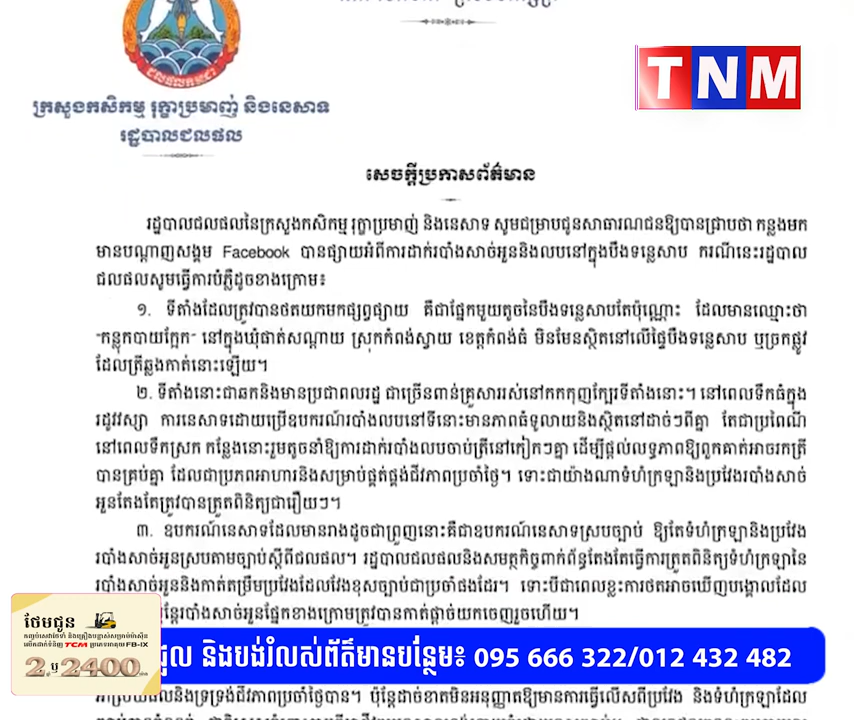 TNM
ជលផលកម្ពុជា
ក្រសួងកសិកម្ម រុក្ខាប្រមាញ់ និងនេសាទ
រដ្ឋបាលជលផល
សេចក្តីប្រកាសព័ត៌មាន
រដ្ឋបាលជលផលនៃក្រសួងកសិកម្ម រុក្ខាប្រមាញ់ និងនេសាទ សូមជម្រាបជូនសាធារណជនឱ្យបានជ្រាបថា កន្លងមក
មានបណ្តាញសង្គម Facebook បានផ្សាយអំពីការដាក់របាំងសាច់អួននិងលបនៅក្នុងបឹងទន្លេសាប ករណីនេះរដ្ឋបាល
ជលផលសូមធ្វើការបំភ្លឺដូចខាងក្រោម៖
១. ទីតាំងដែលត្រូវបានថតយកមកផ្សព្វផ្សាយ គឺជាផ្នែកមួយតូចនៃបឹងទន្លេសាបតែប៉ុណ្ណោះ ដែលមានឈ្មោះថា
"កន្លុកបាយក្អែក" នៅក្នុងឃុំផាត់សណ្តាយ ស្រុកកំពង់ស្វាយ ខេត្តកំពង់ធំ មិនមែនស្ថិតនៅលើផ្ទៃបឹងទន្លេសាប ឬច្រកផ្លូវ
ដែលត្រីឆ្លងកាត់នោះឡើយ។
២. ទីតាំងនោះជាឆកនិងមានប្រជាពលរដ្ឋ ជាច្រើនពាន់គ្រួសាររស់នៅកកកុញក្បែរទីតាំងនោះ។ នៅពេលទឹកធំក្នុង
រដូវវស្សា ការនេសាទដោយប្រើឧបករណ៍របាំងលបនៅទីនោះមានភាពធំទូលាយនិងស្ថិតនៅដាច់ៗពីគ្នា តែជាប្រពៃណី
នៅពេលទឹកស្រក កន្លែងនោះរួមតូចនាំឱ្យការដាក់របាំងលបចាប់ត្រីនៅកៀកៗគ្នា ដើម្បីផ្តល់លទ្ធភាពឱ្យពួកគាត់អាចរកត្រី
បានគ្រប់គ្នា ដែលជាប្រភពអាហារនិងសម្រាប់ផ្គត់ផ្គង់ជីវភាពប្រចាំថ្ងៃ។ ទោះជាយ៉ាងណាទំហំក្រឡានិងប្រវែងរបាំងសាច់
អួនតែងតែត្រូវបានត្រួតពិនិត្យជារឿយៗ។
៣. ឧបករណ៍នេសាទដែលមានរាងដូចជាព្រួញនោះគឺជាឧបករណ៍នេសាទស្របច្បាប់ ឱ្យតែទំហំក្រឡានិងប្រវែង
របាំងសាច់អួនស្របតាមច្បាប់ស្តីពីជលផល។ រដ្ឋបាលជលផលនិងសមត្ថកិច្ចពាក់ព័ន្ធតែងតែធ្វើការត្រួតពិនិត្យទំហំក្រឡានៃ
របាំងសាច់អួននិងកាត់តម្រឹមប្រវែងដែលវែងខុសច្បាប់ជាប្រចាំផងដែរ។ ទោះបីជាពេលខ្លះការថតអាចឃើញបង្គោលដែល
ន្តែរបាំងសាច់អួនផ្នែកខាងក្រោមត្រូវបានកាត់ផ្តាច់យកចេញរួចហើយ។
ថែមជូន
TCM
FB-IX
2 ឬ 2400
ជួល និងបង់រំលស់ព័ត៌មានបន្ថែម៖ 095 666 322/012 432 482
អាស្រ័យផលនិងទ្រទ្រង់ជីវភាពប្រចាំថ្ងៃបាន។ ប៉ុន្តែដាច់ខាតមិនអនុញ្ញាតឱ្យមានការធ្វើលើសពីប្រវែង និងទំហំក្រឡាដែល